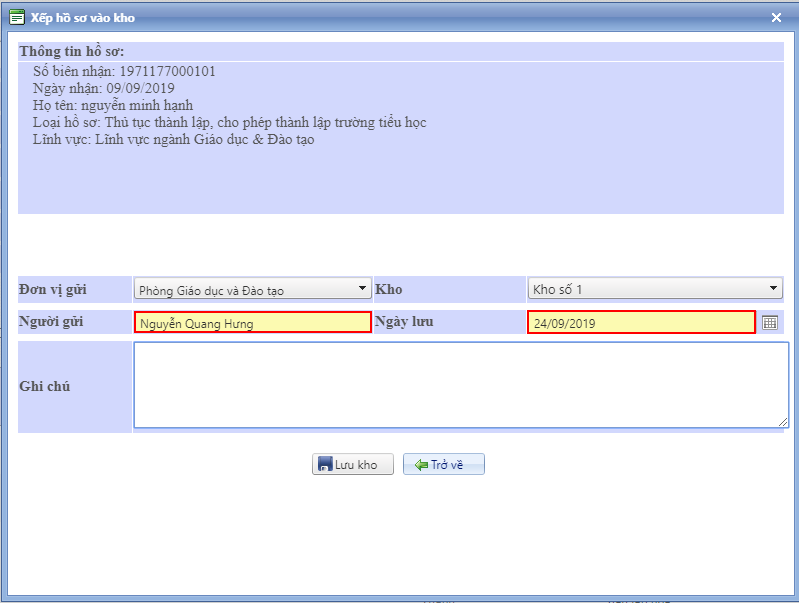 Xếp hồ sơ vào kho
Thông tin hồ sơ:
Số biên nhận: 1971177000101
Ngày nhận: 09/09/2019
Họ tên: nguyễn minh hạnh
Loại hồ sơ: Thủ tục thành lập, cho phép thành lập trường tiểu học
Lĩnh vực: Lĩnh vực ngành Giáo dục & Đào tạo
Đơn vị gửi Phòng Giáo dục và Đào tạo Kho Kho số 1
Người gửi Nguyễn Quang Hưng Ngày lưu 24/09/2019
Ghi chú
Lưu kho Trở về